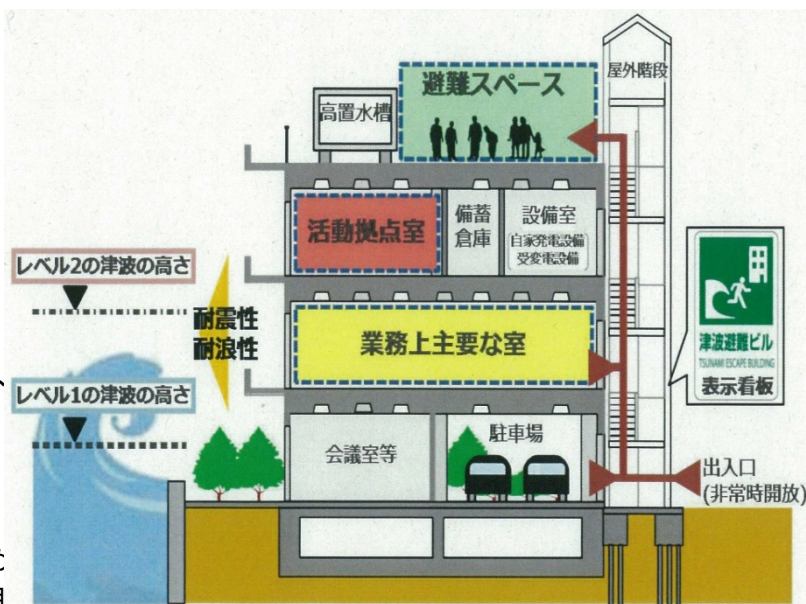 屋外階段
避難スペース
高置水槽
活動拠点室
備蓄
倉庫
設備室
自家発電設備
受変電設備
レベル2の津波の高さ
耐震性
耐浪性
業務上主要な室
津波避難ビル
TSUNAMI ESCAPE BUILDING
表示看板
レベル1の津波の高さ
会議室等
駐車場
出入口
(非常時開放)